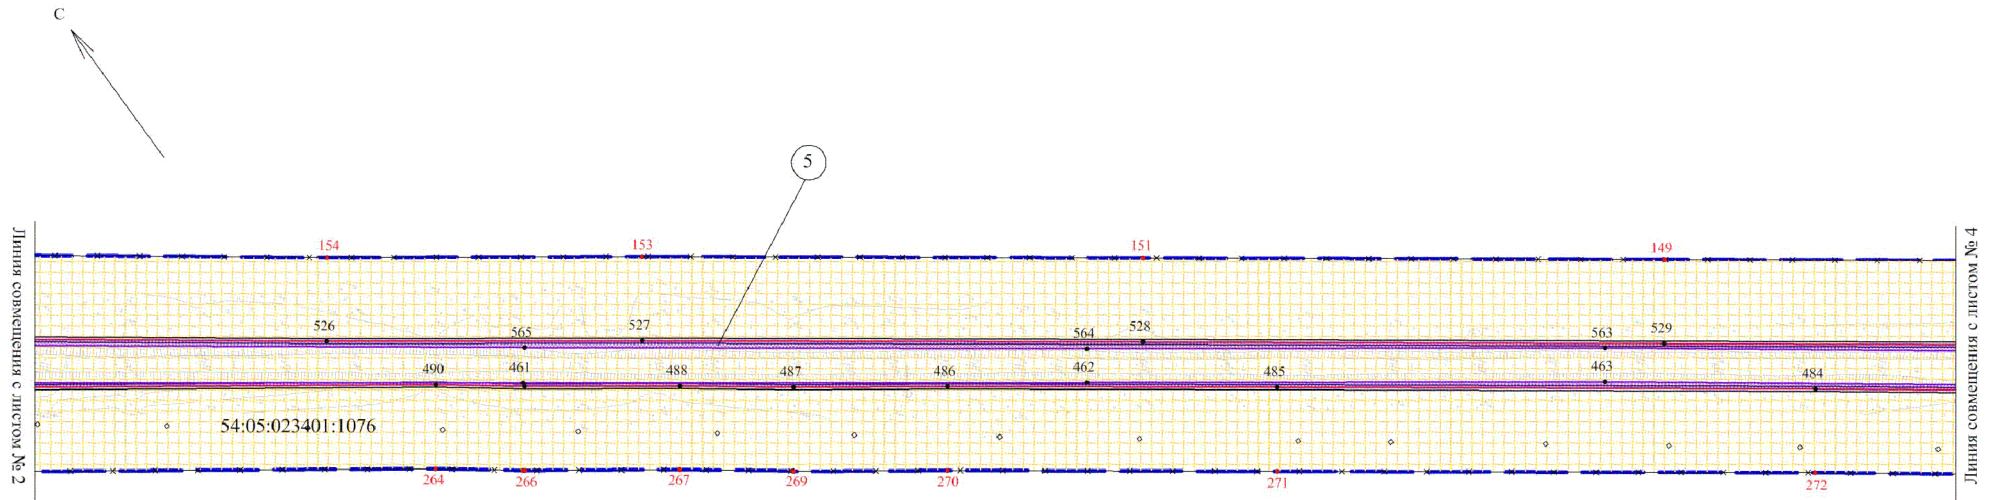 С
5
154 153 151 149
526 565 527 564 528 563 529
490 461 488 487 486 462 485 463 484
54:05:023401:1076
264 266 267 269 270 271 272
Линия совмещения с листом № 2
Линия совмещения с листом № 4